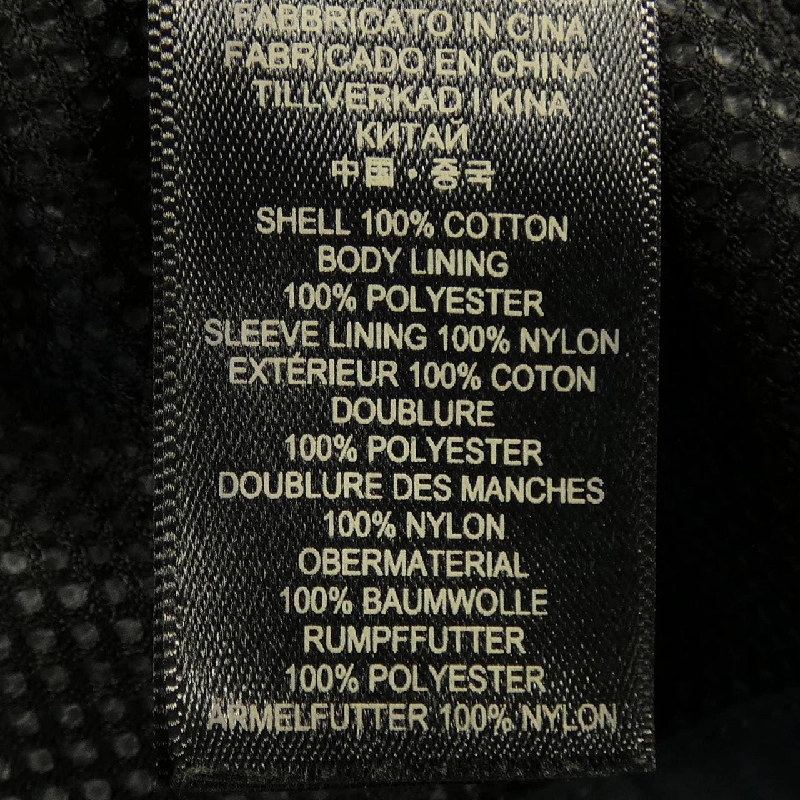 FABBRICATO IN CINA
FABRICADO EN CHINA
TILLVERKAD I KINA
КИТАЙ
中国 · 중국
SHELL 100% COTTON
BODY LINING
100% POLYESTER
SLEEVE LINING 100% NYLON
EXTÉRIEUR 100% COTON
DOUBLURE
100% POLYESTER
DOUBLURE DES MANCHES
100% NYLON
OBERMATERIAL
100% BAUMWOLLE
RUMPFFUTTER
100% POLYESTER
ÄRMELFUTTER 100% NYLON